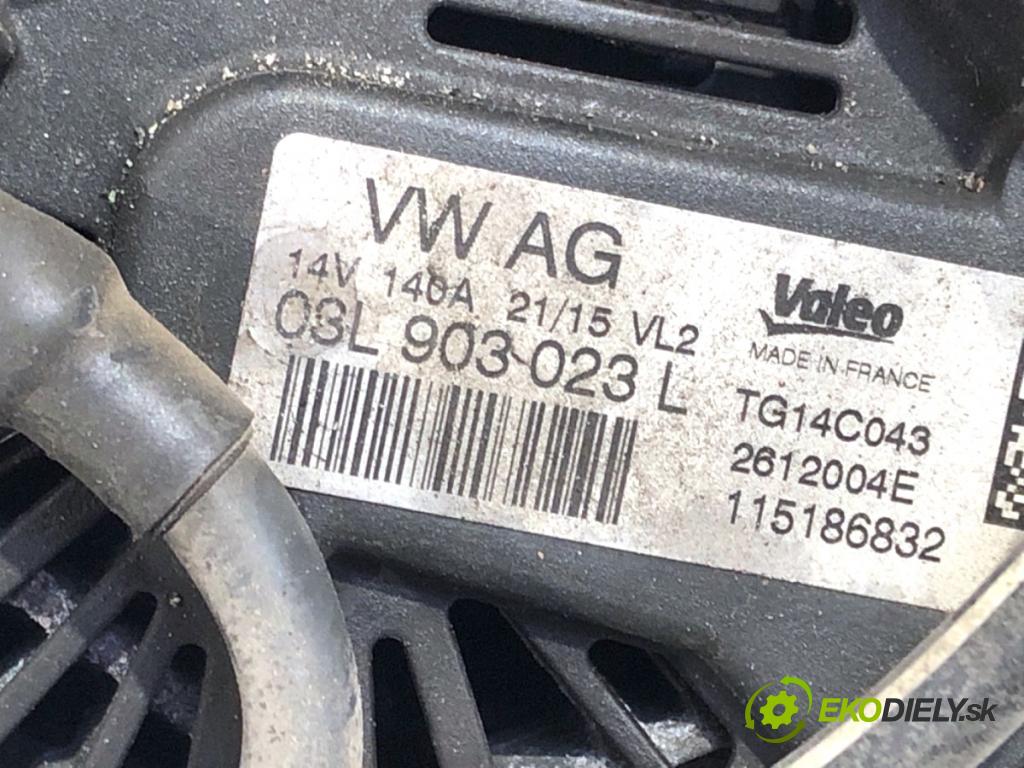 VW AG
14V 140A 21/15 VL2
03L 903 023 L
Valeo
MADE IN FRANCE
TG14C043
2612004E
115186832
EKODIELY.sk